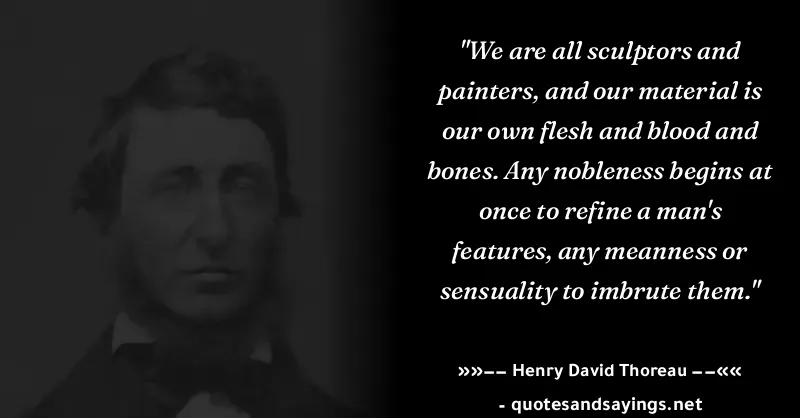 "We are all sculptors and
painters, and our material is
our own flesh and blood and
bones. Any nobleness begins at
once to refine a man's
features, any meanness or
sensuality to imbrute them."
»»−− Henry David Thoreau −−««
- quotesandsayings.net